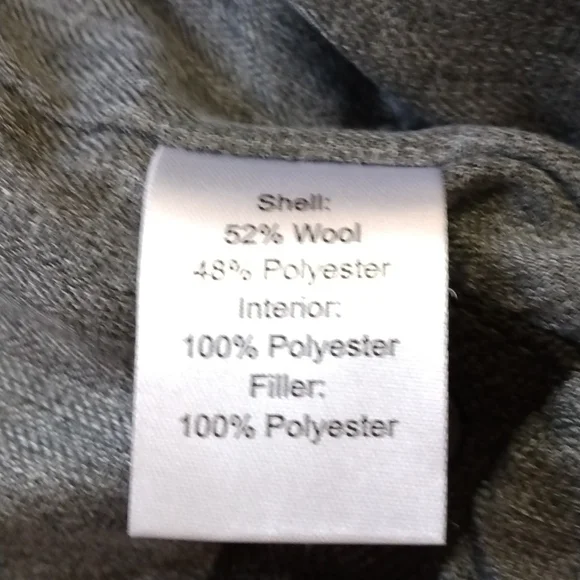 Shell:
52% Wool
48% Polyester
Interior:
100% Polyester
Filler:
100% Polyester